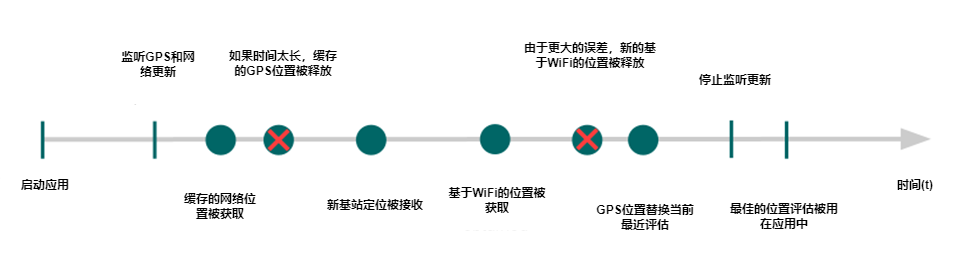 监听GPS和网
络更新
如果时间太长，缓存
的GPS位置被释放
由于更大的误差，新的基
于WiFi的位置被释放
停止监听更新
启动应用
缓存的网络位
置被获取
新基站定位被接收
基于WiFi的位置被
获取
GPS位置替换当前
最近评估
最佳的位置评估被用
在应用中
时间(t)